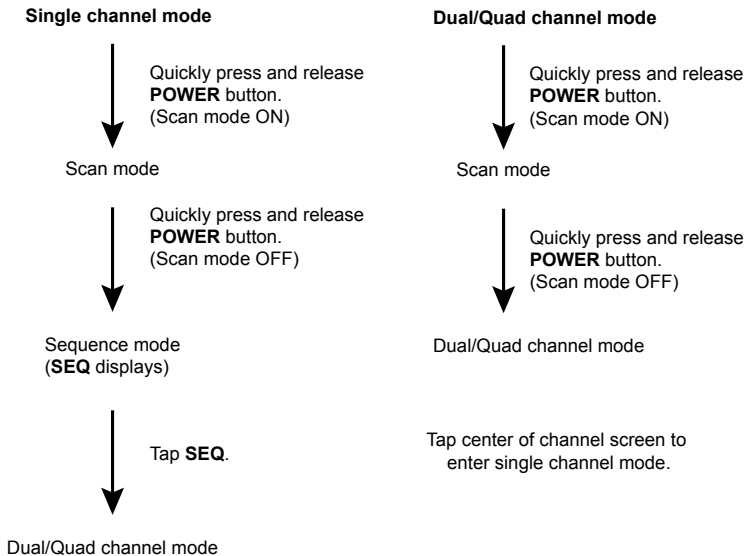 Single channel mode
Quickly press and release
POWER button.
(Scan mode ON)
Scan mode
Quickly press and release
POWER button.
(Scan mode OFF)
Sequence mode
(SEQ displays)
Tap SEQ.
Dual/Quad channel mode
Dual/Quad channel mode
Quickly press and release
POWER button.
(Scan mode ON)
Scan mode
Quickly press and release
POWER button.
(Scan mode OFF)
Dual/Quad channel mode
Tap center of channel screen to
enter single channel mode.